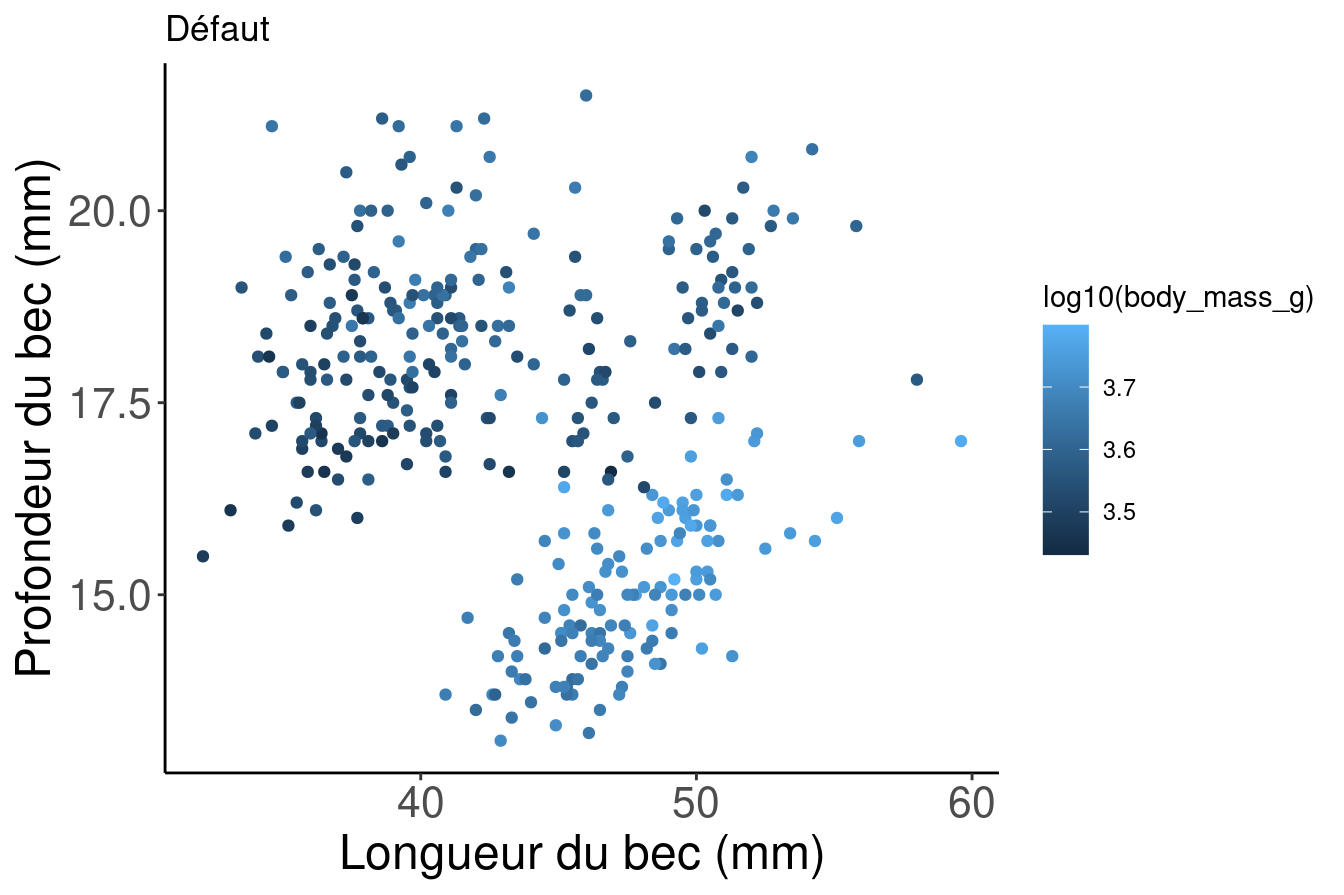 Défaut
Profondeur du bec (mm)
20.0
17.5
15.0
40
50
60
Longueur du bec (mm)
log10(body_mass_g)
3.7
3.6
3.5